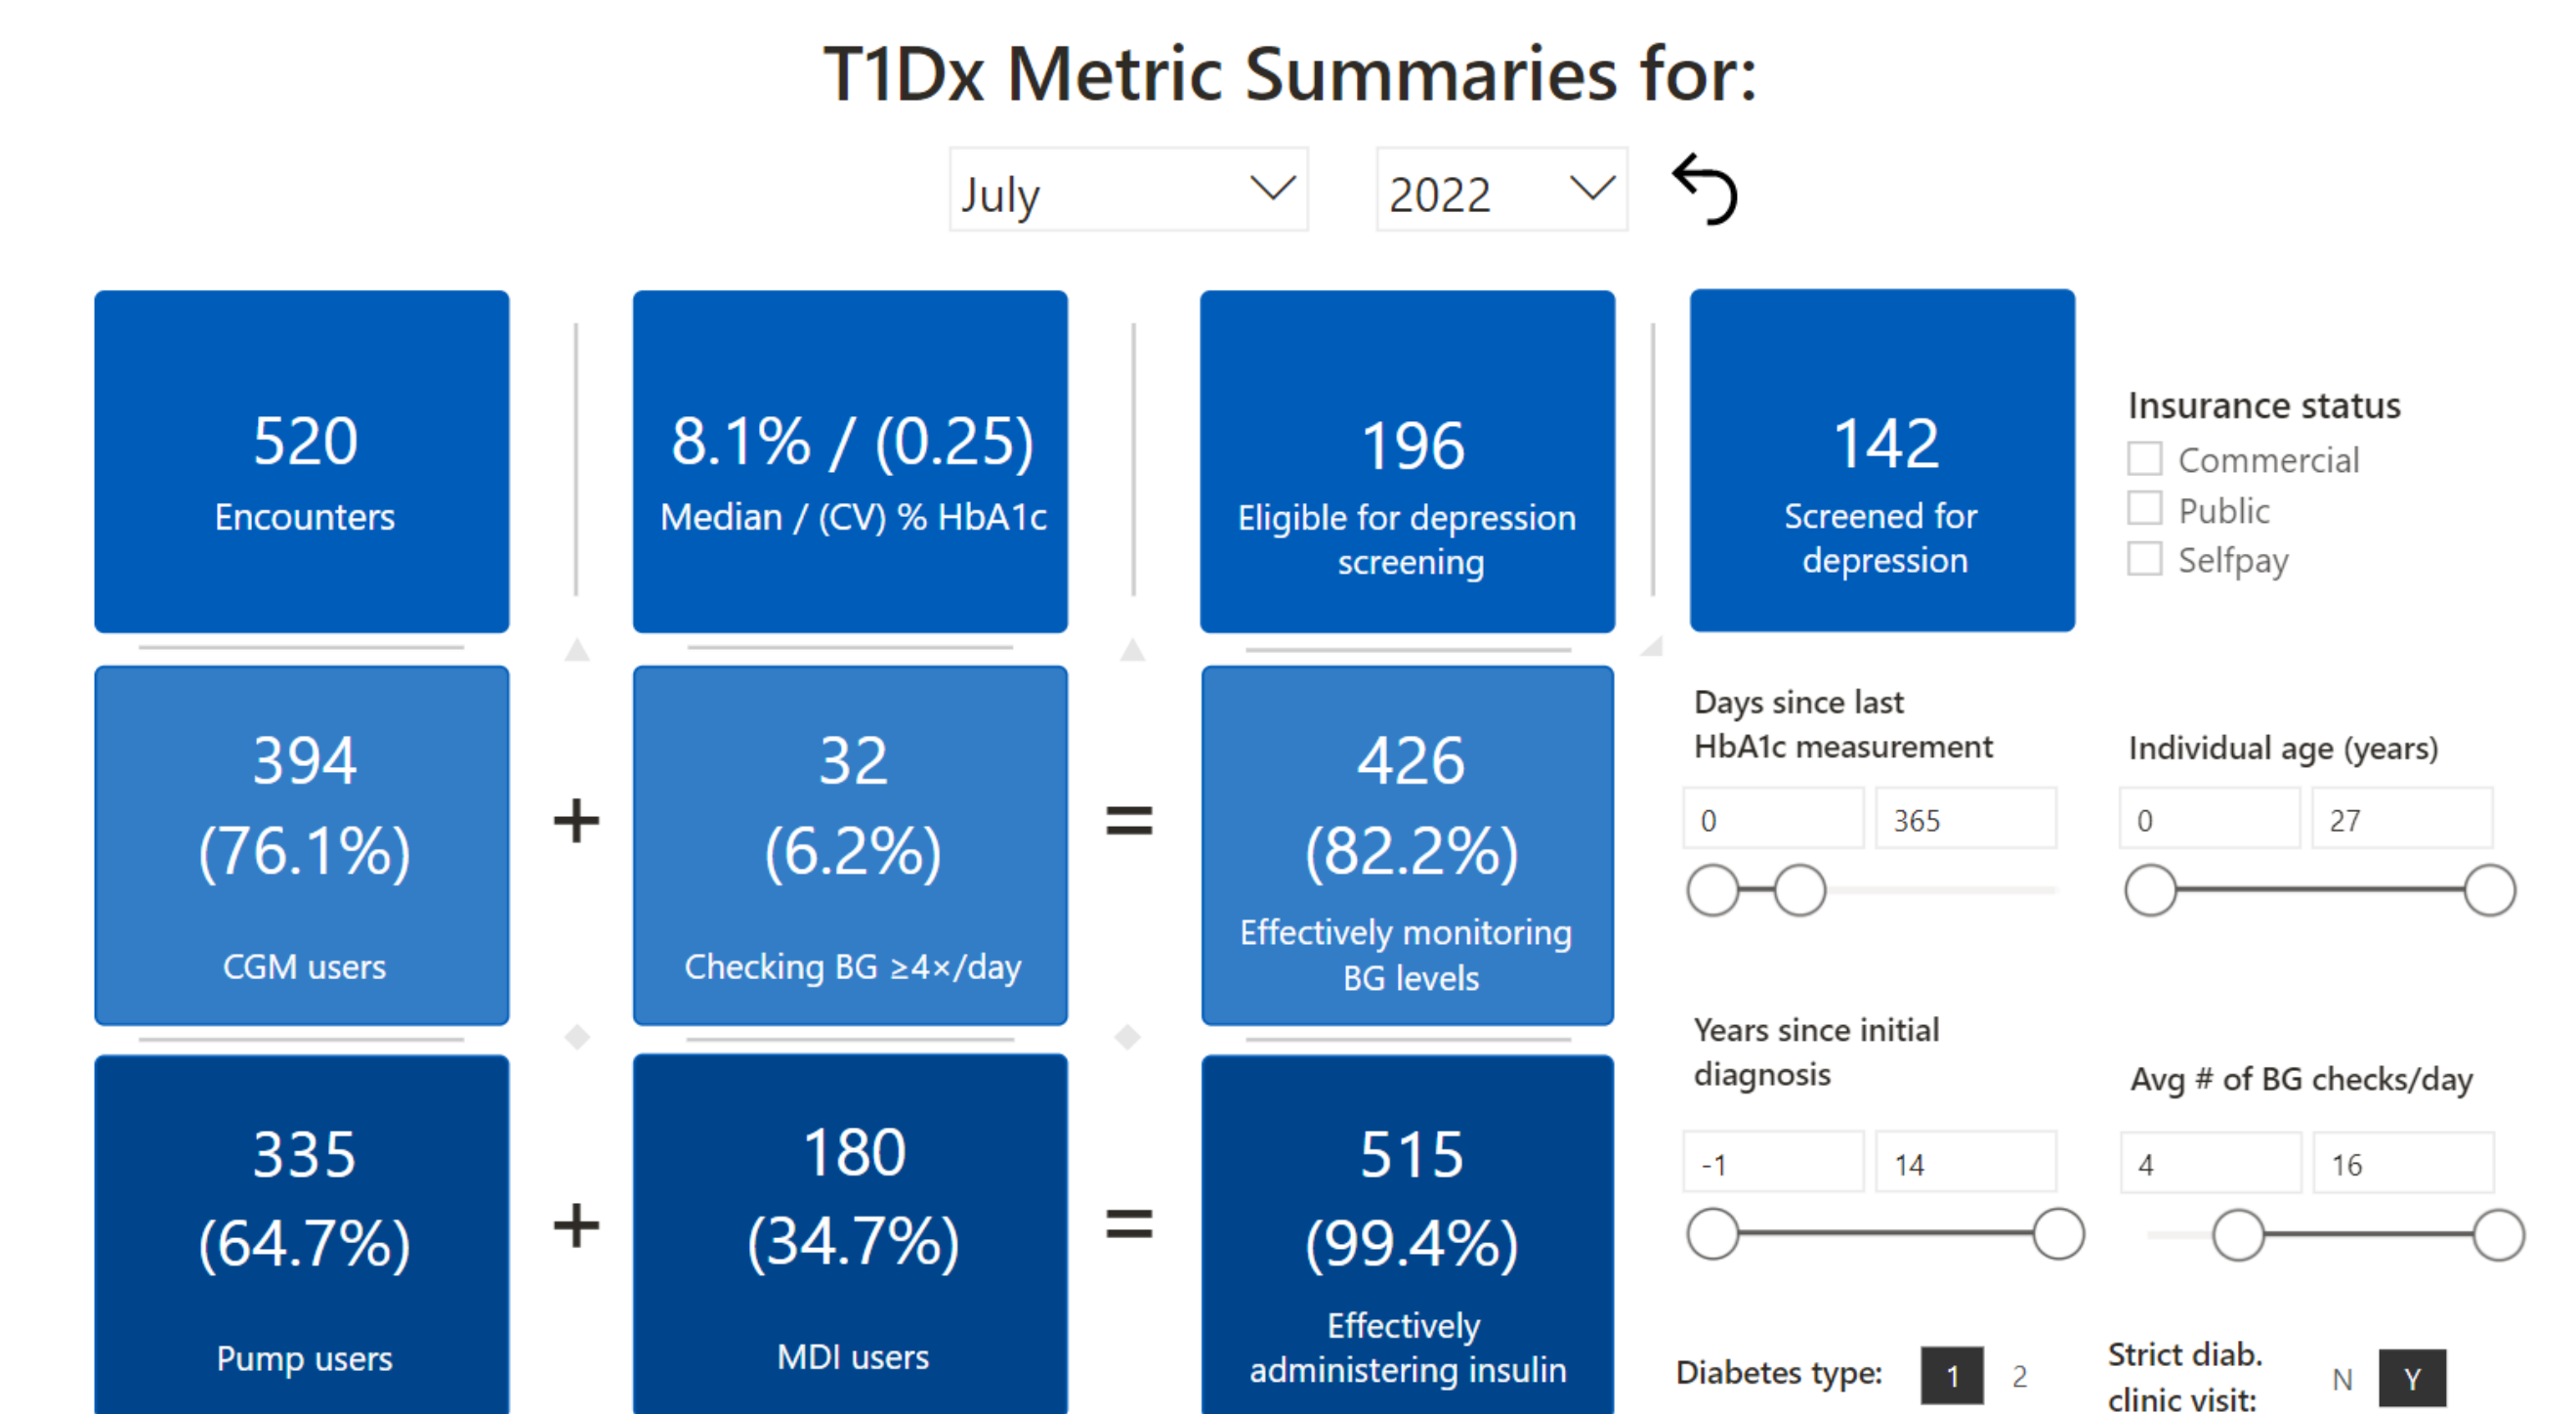 T1Dx Metric Summaries for:
July
2022
520
Encounters
8.1% / (0.25)
Median / (CV) % HbA1c
196
Eligible for depression
screening
142
Screened for
depression
Insurance status
Commercial
Public
Selfpay
394
(76.1%)
CGM users
+
32
(6.2%)
Checking BG ≥4×/day
=
426
(82.2%)
Effectively monitoring
BG levels
Days since last
HbA1c measurement
0
365
Individual age (years)
0
27
335
(64.7%)
Pump users
+
180
(34.7%)
MDI users
=
515
(99.4%)
Effectively
administering insulin
Years since initial
diagnosis
-1
14
Avg # of BG checks/day
4
16
Diabetes type:
1
2
Strict diab.
clinic visit:
N
Y